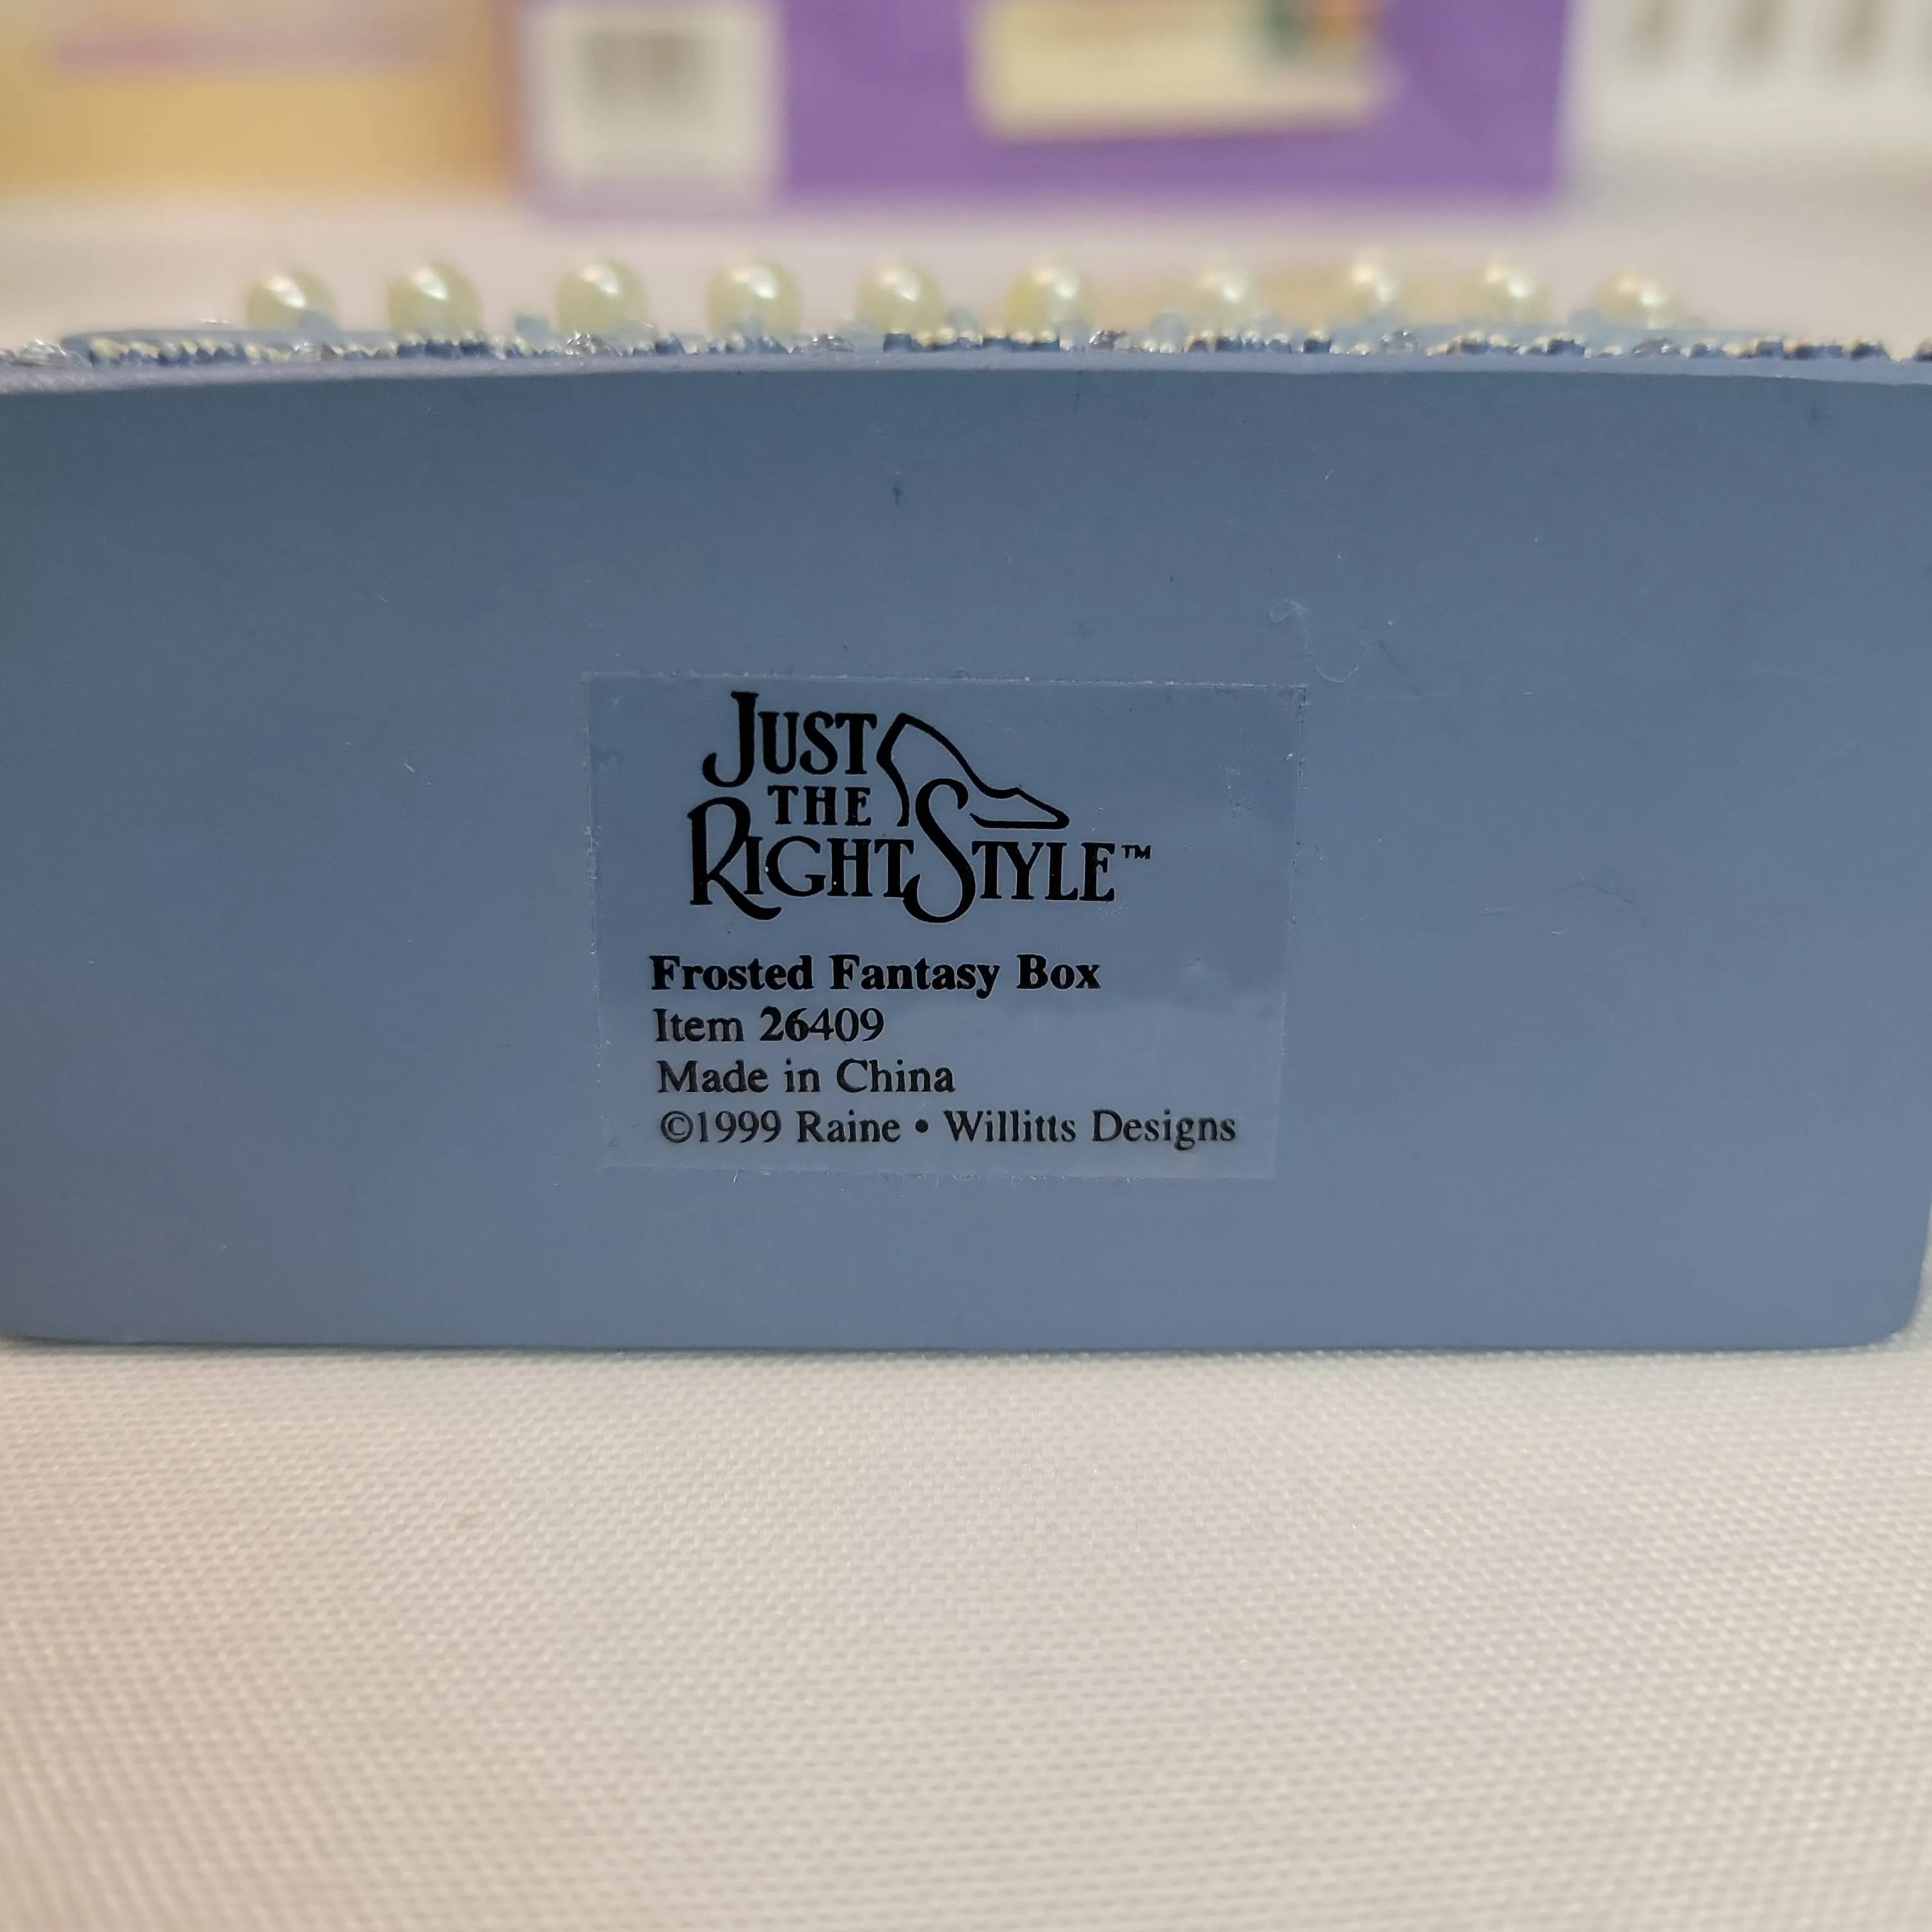 JUST
THE
RIGHT STYLE™
Frosted Fantasy Box
Item 26409
Made in China
©1999 Raine • Willitts Designs